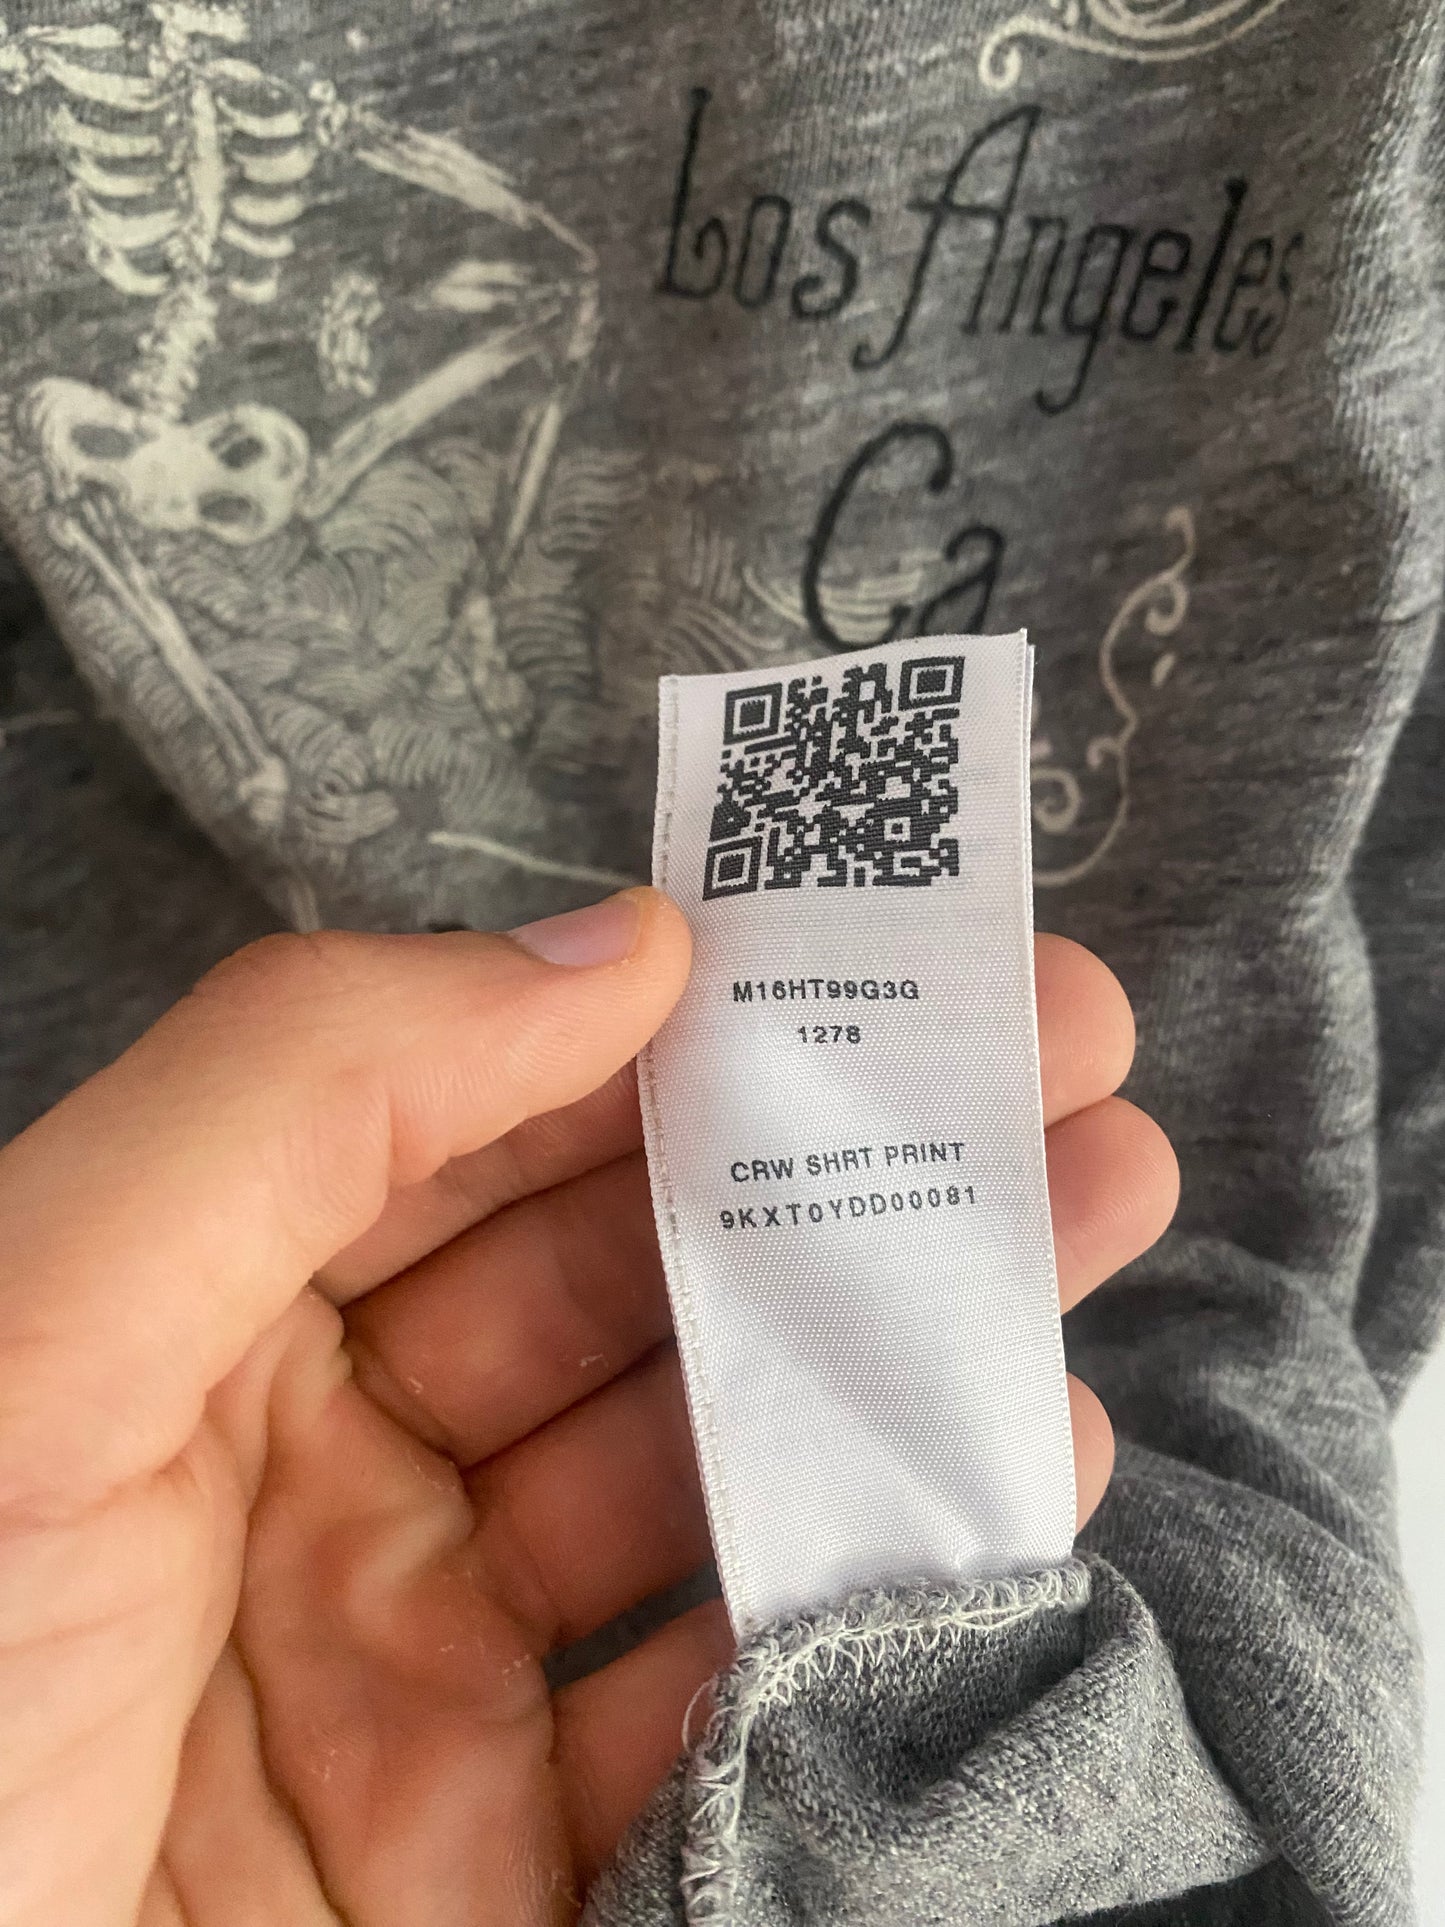 Los Angeles
Ca
M16HT99G3G
1278
CRW SHRT PRINT
9KXT0YDD00081